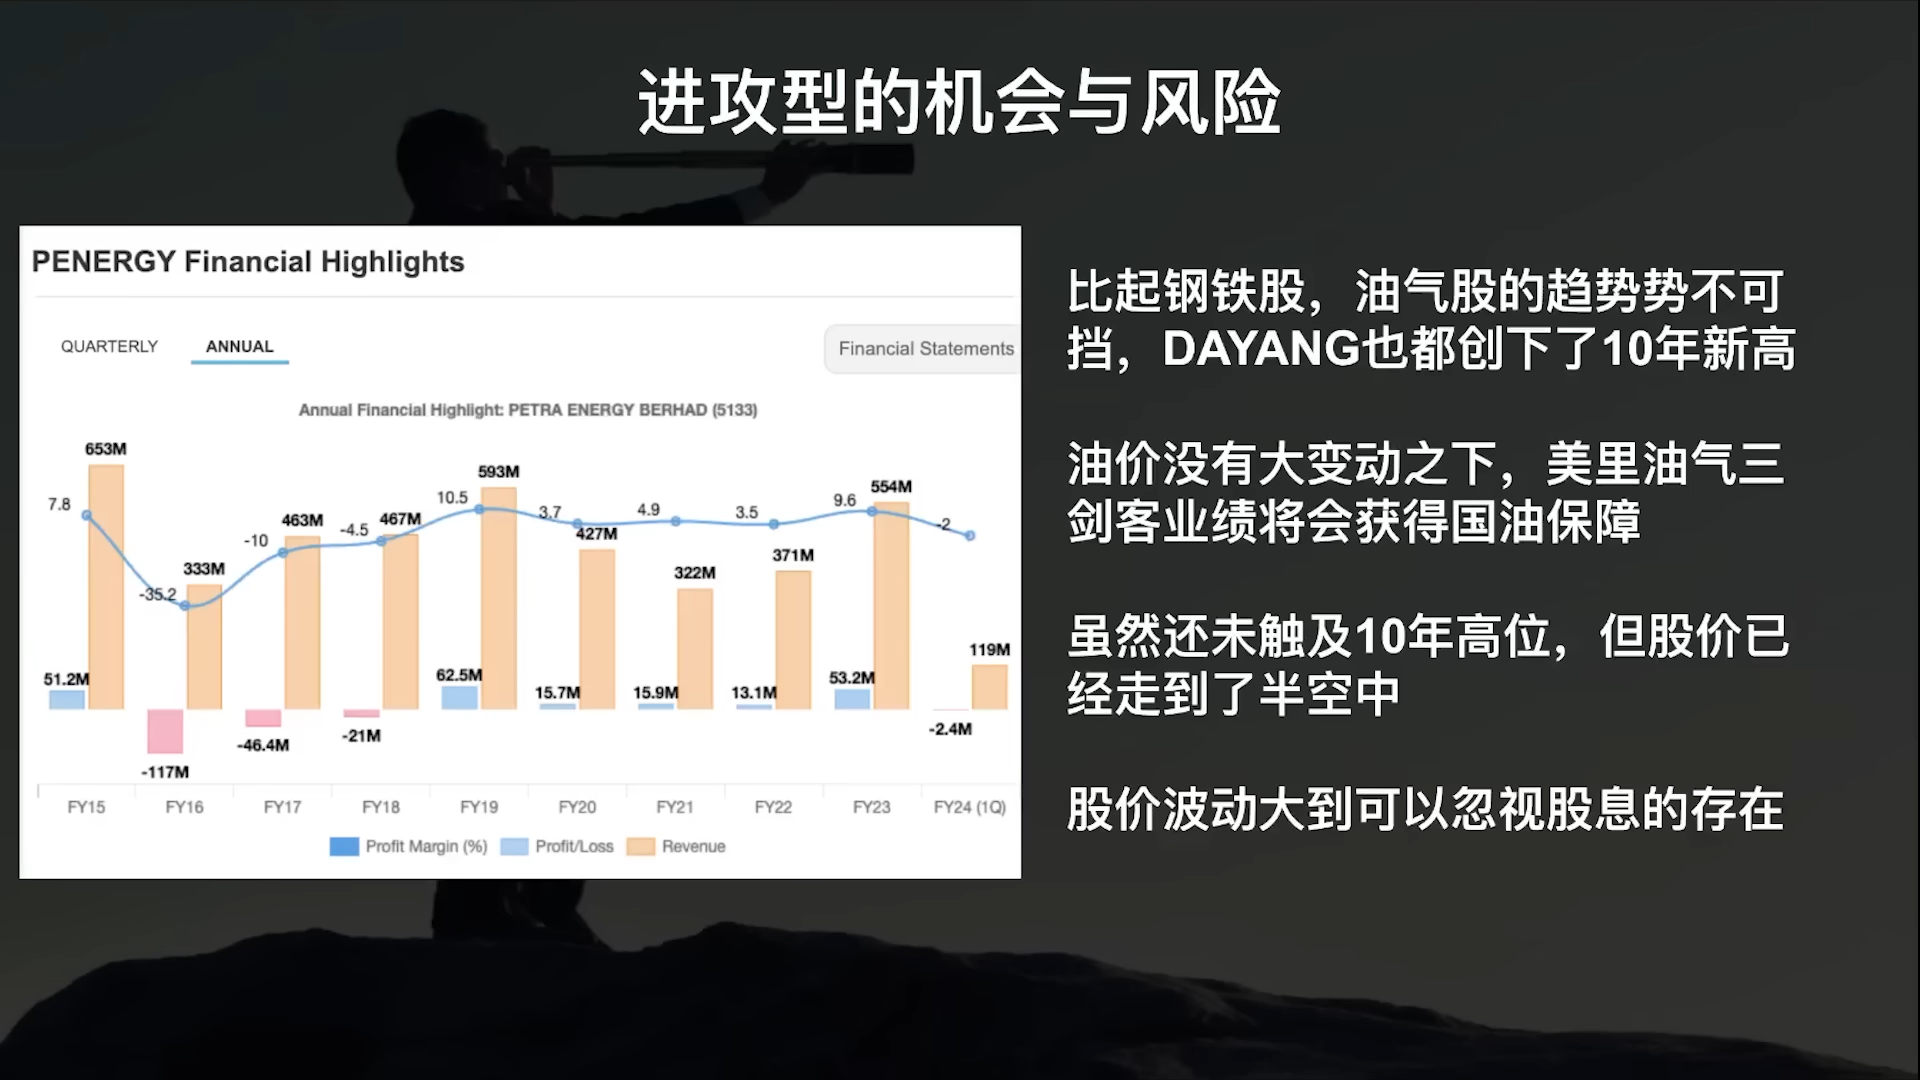 进攻型的机会与风险
PENERGY Financial Highlights
QUARTERLY
ANNUAL
Financial Statements
Annual Financial Highlight: PETRA ENERGY BERHAD (5133)
653M
7.8
51.2M
333M
-35.2
-117M
463M
-10
-46.4M
467M
-4.5
-21M
593M
10.5
62.5M
3.7
427M
15.7M
4.9
322M
15.9M
3.5
371M
13.1M
9.6
554M
53.2M
-2
119M
-2.4M
FY15
FY16
FY17
FY18
FY19
FY20
FY21
FY22
FY23
FY24 (1Q)
Profit Margin (%)
Profit/Loss
Revenue
比起钢铁股，油气股的趋势势不可
挡，DAYANG也都创下了10年新高
油价没有大变动之下，美里油气三
剑客业绩将会获得国油保障
虽然还未触及10年高位，但股价已
经走到了半空中
股价波动大到可以忽视股息的存在